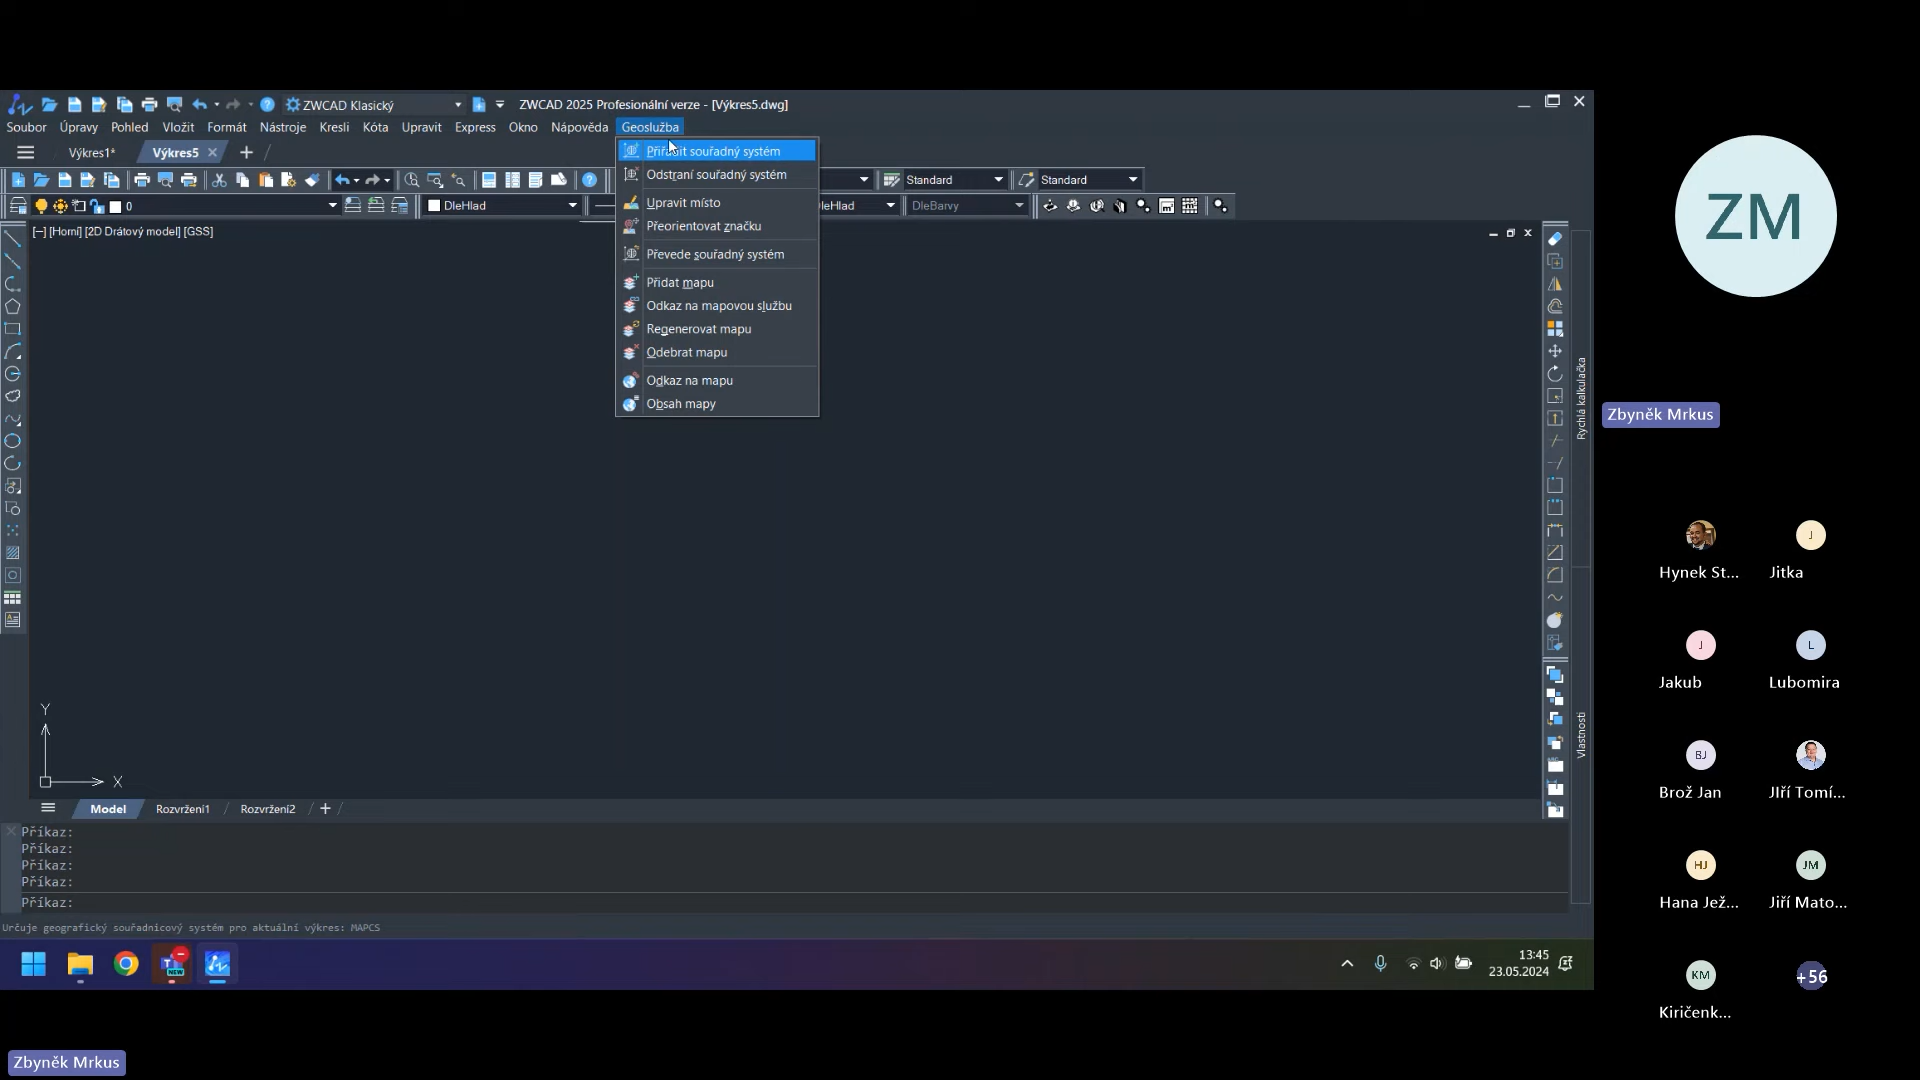 ZWCAD Klasický
ZWCAD 2025 Profesionální verze - [Výkres5.dwg]
Soubor Úpravy Pohled Vložit Formát Nástroje Kresli Kóta Upravit Express Okno Nápověda Geoslužba
Výkres1* Výkres5
Standard Standard
0 DleHlad DleBarvy
[−] [Horní] [2D Drátový model] [GSS]
Přiřadit souřadný systém
Odstraní souřadný systém
Upravit místo
Přeorientovat značku
Převede souřadný systém
Přidat mapu
Odkaz na mapovou službu
Regenerovat mapu
Odebrat mapu
Odkaz na mapu
Obsah mapy
Rychlá kalkulačka
Vlastnosti
Y
X
Model Rozvržení1 Rozvržení2
Příkaz:
Příkaz:
Příkaz:
Příkaz:
Příkaz:
Určuje geografický souřadnicový systém pro aktuální výkres: MAPCS
NEW
13:45
23.05.2024
ZM
Zbyněk Mrkus
J
Hynek St... Jitka
J L
Jakub Lubomira
BJ
Brož Jan JIří Tomí...
HJ JM
Hana Jež... Jiří Mato...
KM +56
Kiričenk...
Zbyněk Mrkus